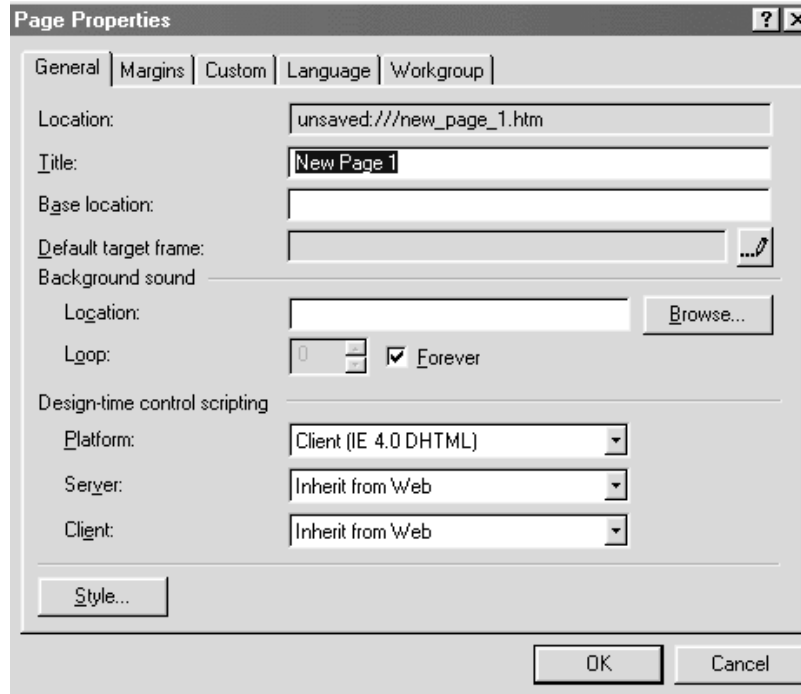 Page Properties
General Margins Custom Language Workgroup
Location: unsaved:///new_page_1.htm
Title: New Page 1
Base location:
Default target frame: ...
Background sound
Location: Browse...
Loop: 0 Forever
Design-time control scripting
Platform: Client (IE 4.0 DHTML)
Server: Inherit from Web
Client: Inherit from Web
Style...
OK Cancel